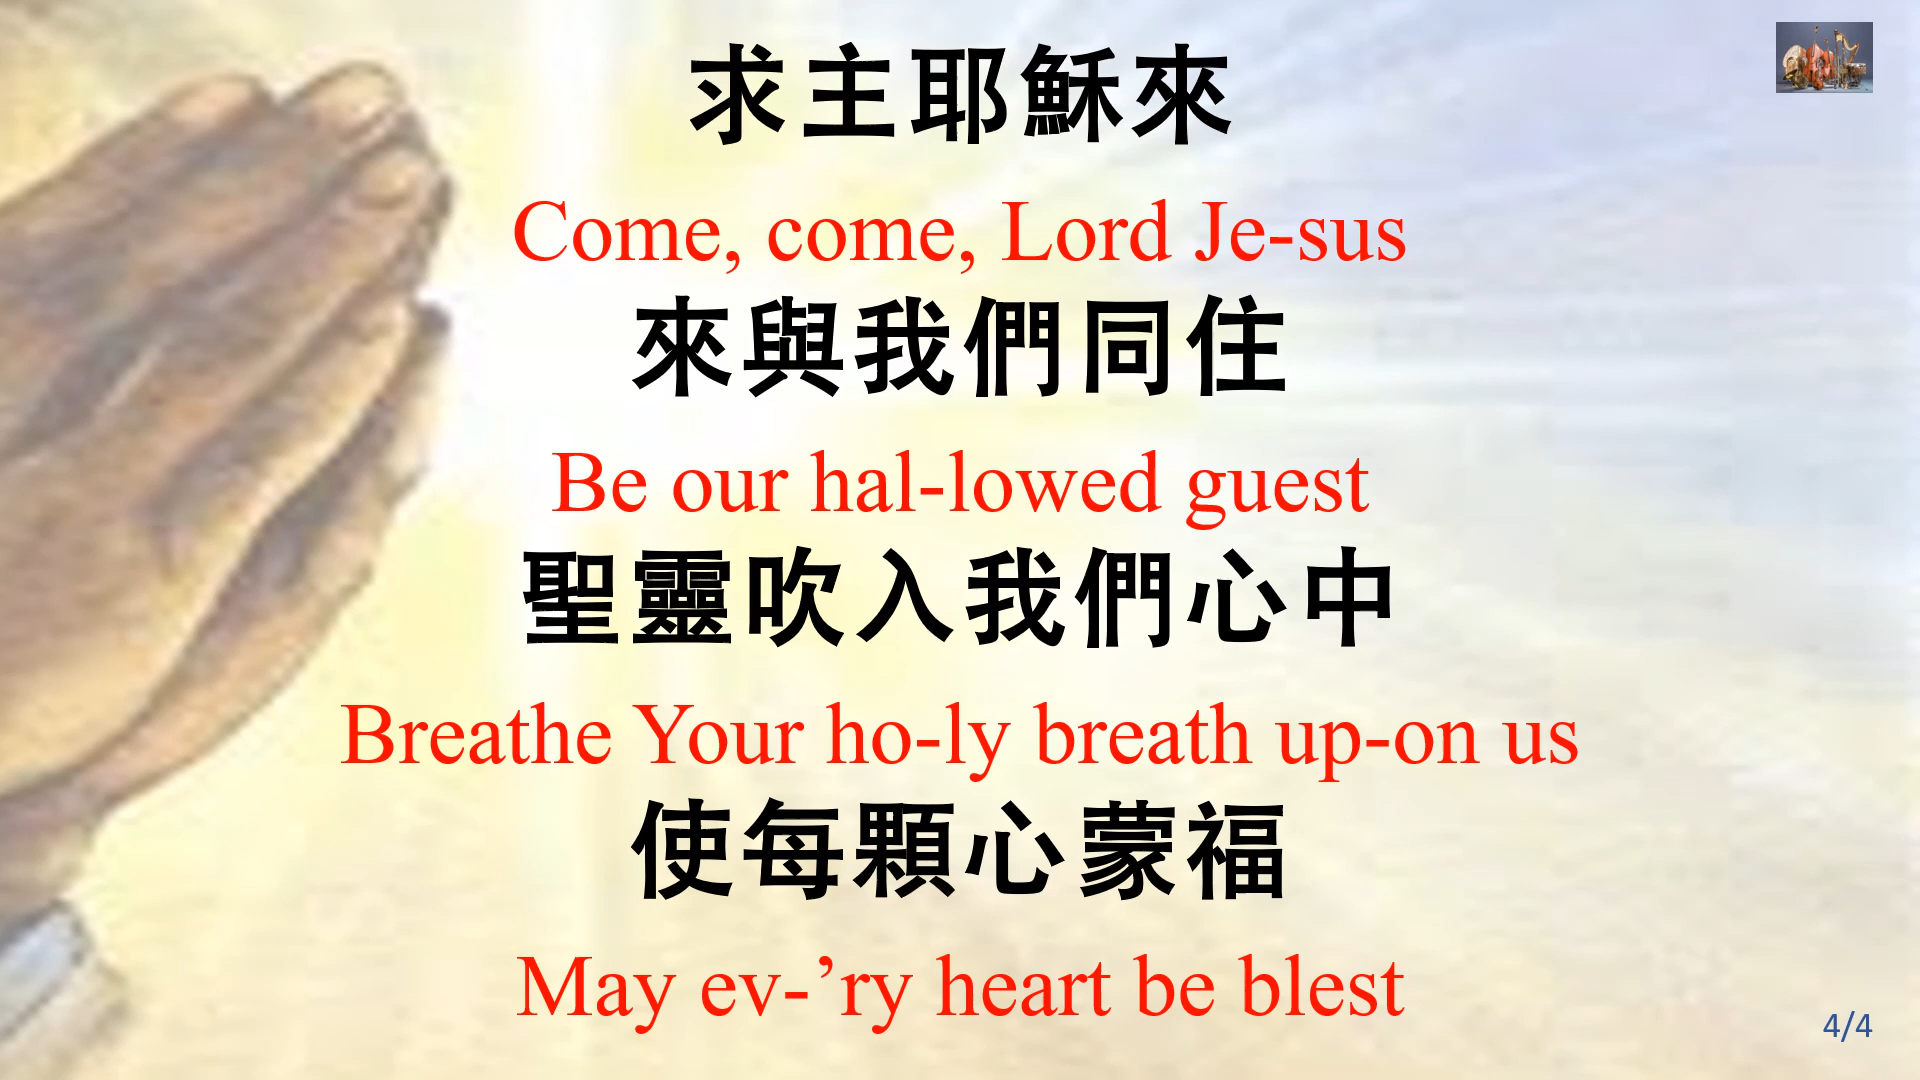 求主耶穌來
Come, come, Lord Je-sus
來與我們同住
Be our hal-lowed guest
聖靈吹入我們心中
Breathe Your ho-ly breath up-on us
使每顆心蒙福
May ev-’ry heart be blest
4/4